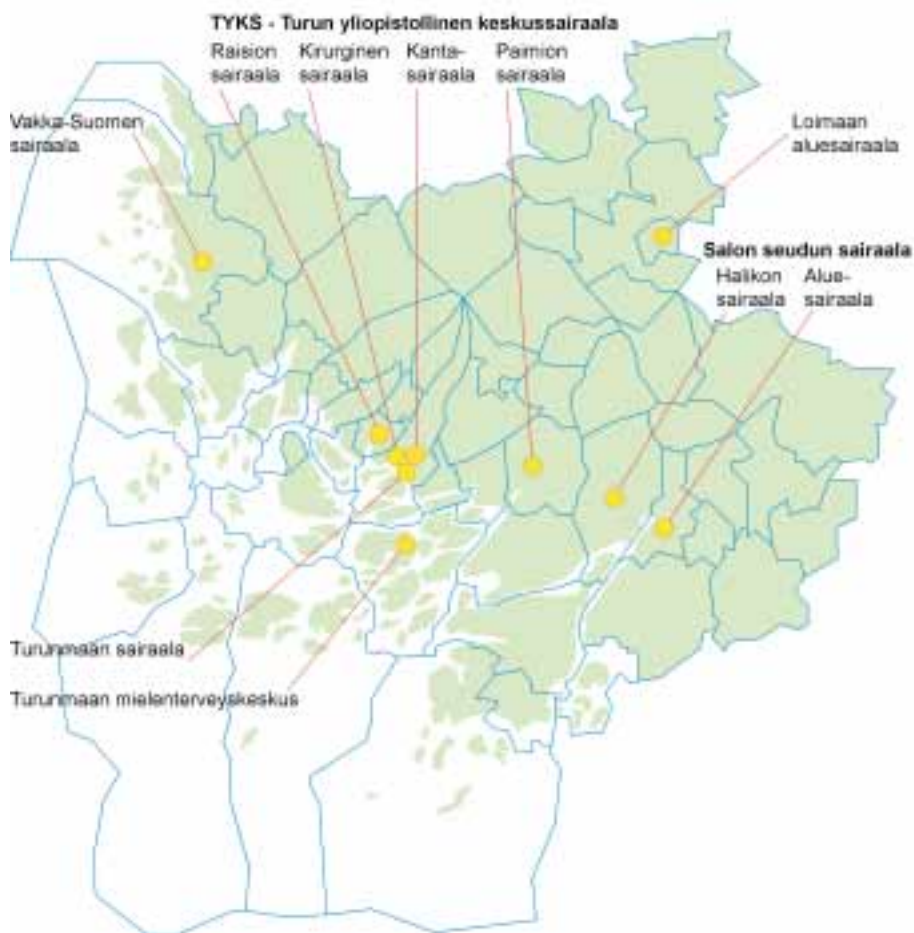 TYKS - Turun yliopistollinen keskussairaala
Raision
sairaala
Kirurginen
sairaala
Kanta-
sairaala
Paimion
sairaala
Vakka-Suomen
sairaala
Loimaan
aluesairaala
Salon seudun sairaala
Halikon
sairaala
Alue-
sairaala
Turunmaan sairaala
Turunmaan mielenterveyskeskus